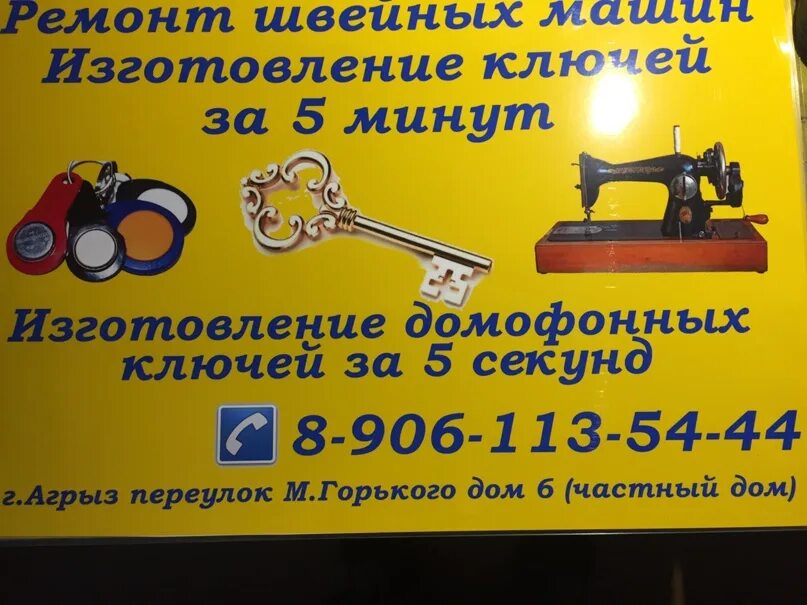 Ремонт швейных машин
Изготовление ключей
за 5 минут
Изготовление домофонных
ключей за 5 секунд
8-906-113-54-44
г.Агрыз переулок М.Горького дом 6 (частный дом)